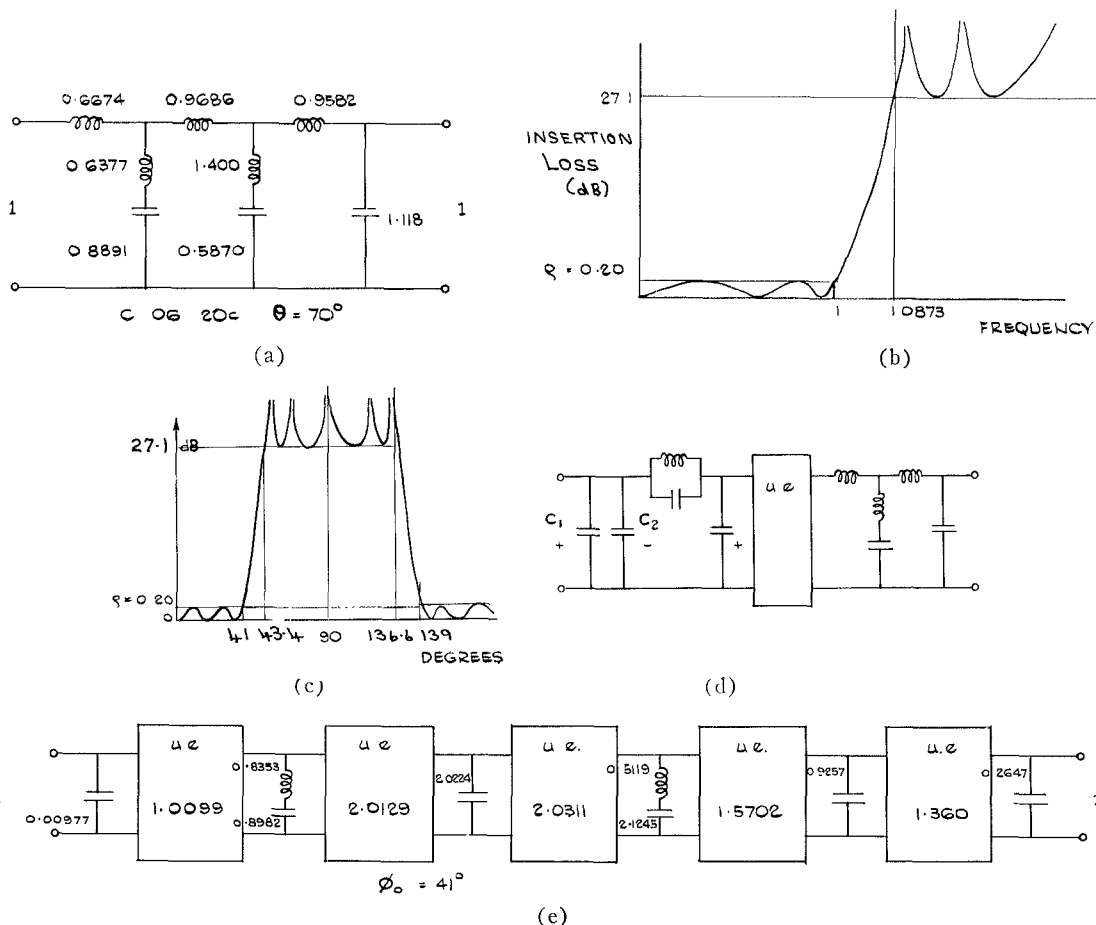 0.6674 0.9686 0.9582
0.6377 1.400
1 1.118 1
0.8891 0.5870
C 06 20c θ = 70°
(a)
27.1
INSERTION
LOSS
(dB)
ρ = 0.20
1 1.0873
FREQUENCY
(b)
27.1 dB
ρ = 0.20
0
41 43.4 90 136.6 139
DEGREES
(c)
u e
C₁ C₂
+ - +
(d)
u e u e u e. u e. u.e
0.8353 2.0224 0.5119 0.9257 0.2647
0.00977 1.0099 0.8982 2.0129 2.0311 2.1245 1.5702 1.360
ϕ₀ = 41°
(e)